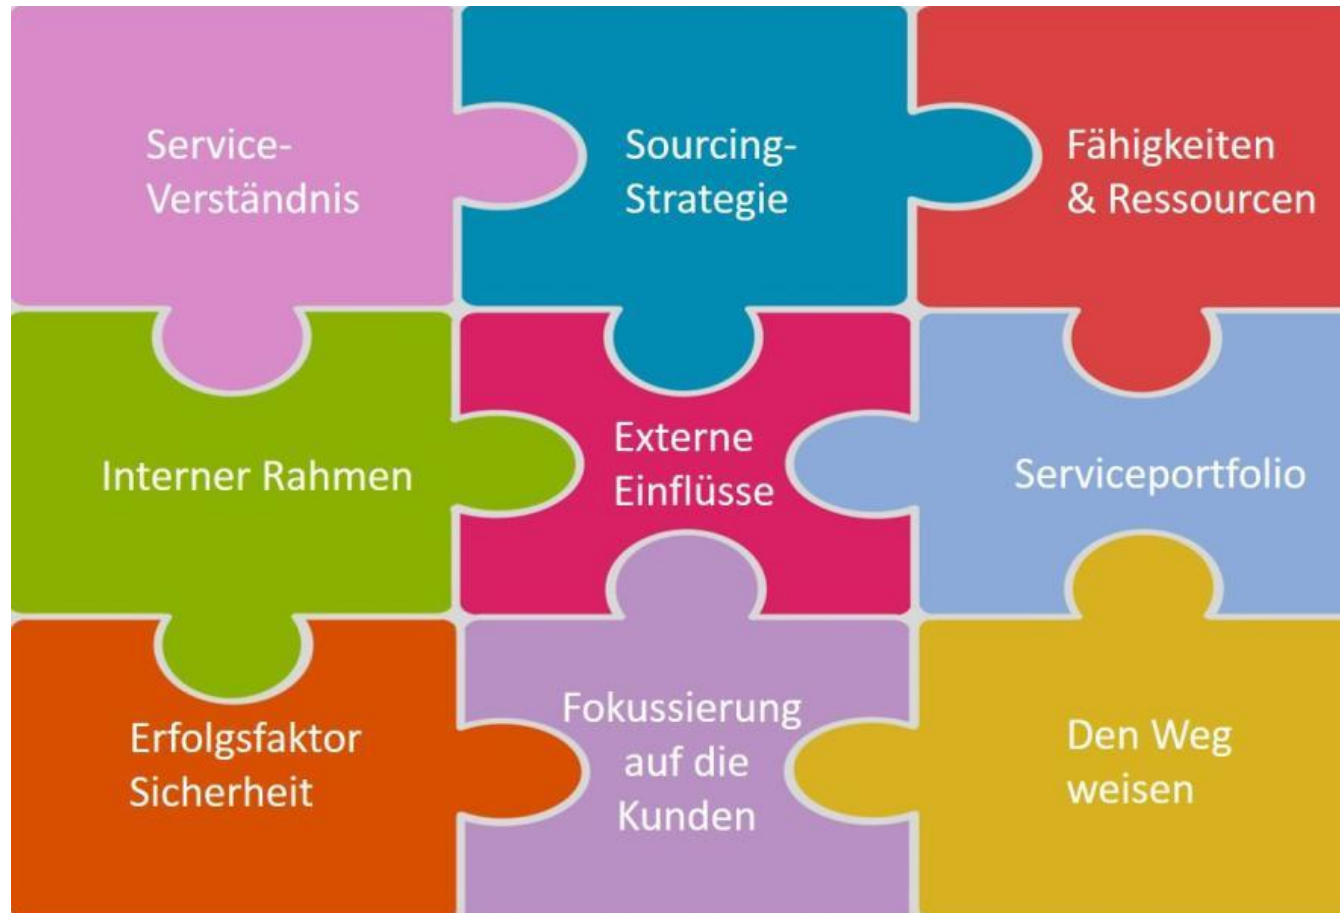 Service-
Verständnis
Sourcing-
Strategie
Fähigkeiten
& Ressourcen
Interner Rahmen
Externe
Einflüsse
Serviceportfolio
Erfolgsfaktor
Sicherheit
Fokussierung
auf die
Kunden
Den Weg
weisen